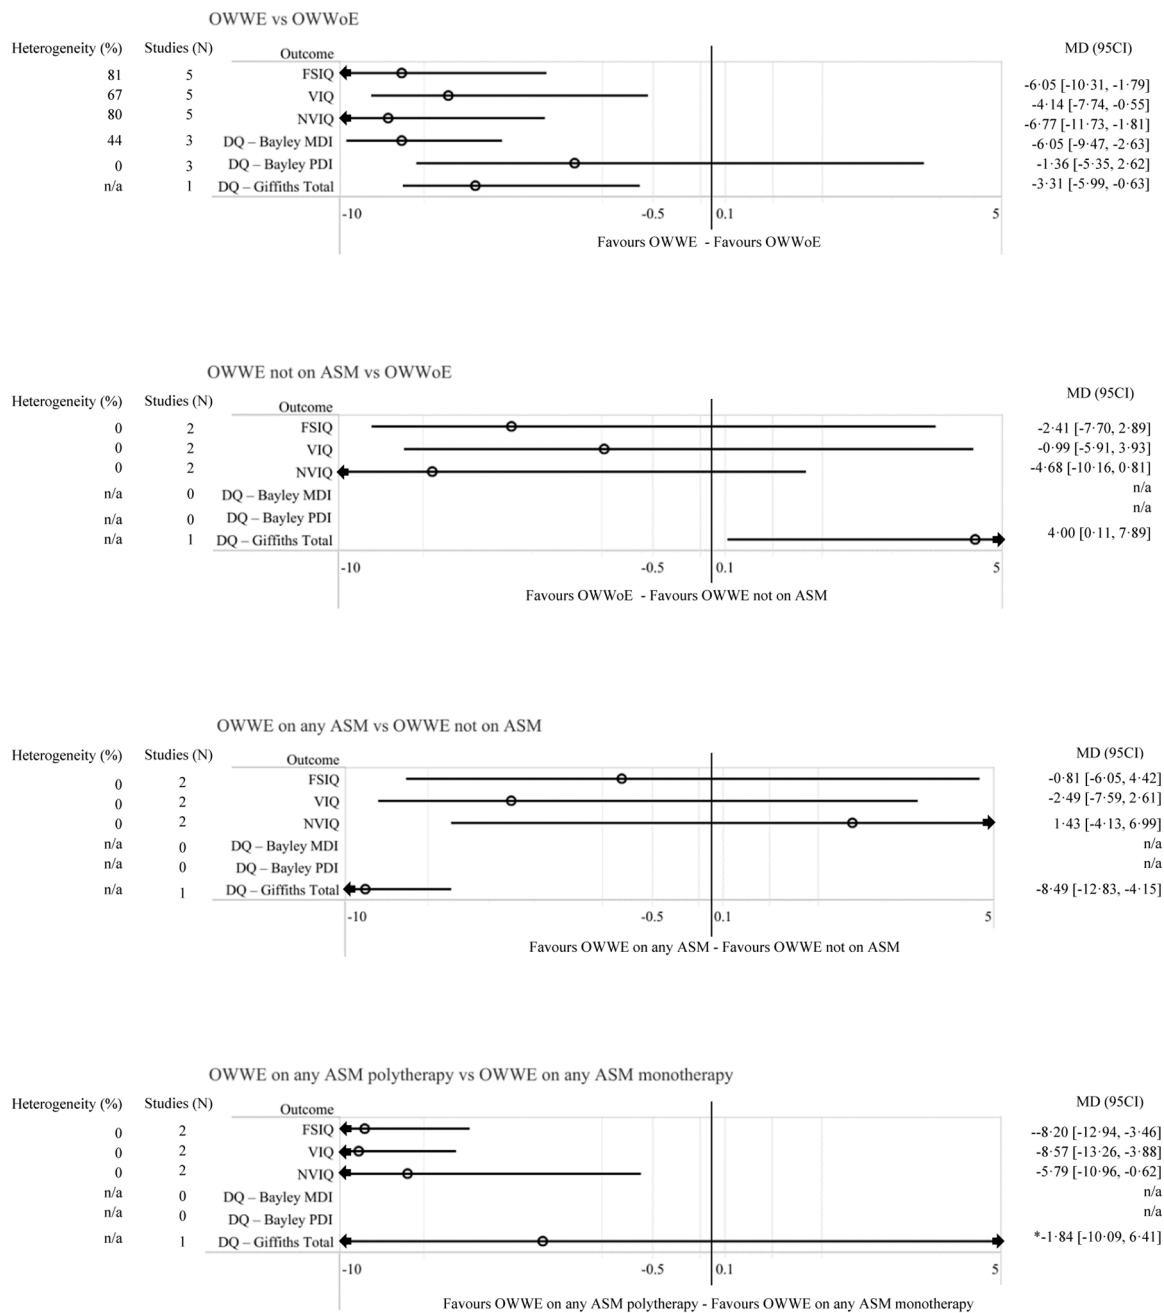 OWWE vs OWWoE
Heterogeneity (%) Studies (N) Outcome MD (95CI)
81 5 FSIQ -6·05 [-10·31, -1·79]
67 5 VIQ -4·14 [-7·74, -0·55]
80 5 NVIQ -6·77 [-11·73, -1·81]
44 3 DQ – Bayley MDI -6·05 [-9·47, -2·63]
0 3 DQ – Bayley PDI -1·36 [-5·35, 2·62]
n/a 1 DQ – Giffiths Total -3·31 [-5·99, -0·63]
-10 -0.5 0.1 5
Favours OWWE - Favours OWWoE
OWWE not on ASM vs OWWoE
Heterogeneity (%) Studies (N) Outcome MD (95CI)
0 2 FSIQ -2·41 [-7·70, 2·89]
0 2 VIQ -0·99 [-5·91, 3·93]
0 2 NVIQ -4·68 [-10·16, 0·81]
n/a 0 DQ – Bayley MDI n/a
n/a 0 DQ – Bayley PDI n/a
n/a 1 DQ – Giffiths Total 4·00 [0·11, 7·89]
-10 -0.5 0.1 5
Favours OWWoE - Favours OWWE not on ASM
OWWE on any ASM vs OWWE not on ASM
Heterogeneity (%) Studies (N) Outcome MD (95CI)
0 2 FSIQ -0·81 [-6·05, 4·42]
0 2 VIQ -2·49 [-7·59, 2·61]
0 2 NVIQ 1·43 [-4·13, 6·99]
n/a 0 DQ – Bayley MDI n/a
n/a 0 DQ – Bayley PDI n/a
n/a 1 DQ – Giffiths Total -8·49 [-12·83, -4·15]
-10 -0.5 0.1 5
Favours OWWE on any ASM - Favours OWWE not on ASM
OWWE on any ASM polytherapy vs OWWE on any ASM monotherapy
Heterogeneity (%) Studies (N) Outcome MD (95CI)
0 2 FSIQ --8·20 [-12·94, -3·46]
0 2 VIQ -8·57 [-13·26, -3·88]
0 2 NVIQ -5·79 [-10·96, -0·62]
n/a 0 DQ – Bayley MDI n/a
n/a 0 DQ – Bayley PDI n/a
n/a 1 DQ – Giffiths Total *-1·84 [-10·09, 6·41]
-10 -0.5 0.1 5
Favours OWWE on any ASM polytherapy - Favours OWWE on any ASM monotherapy